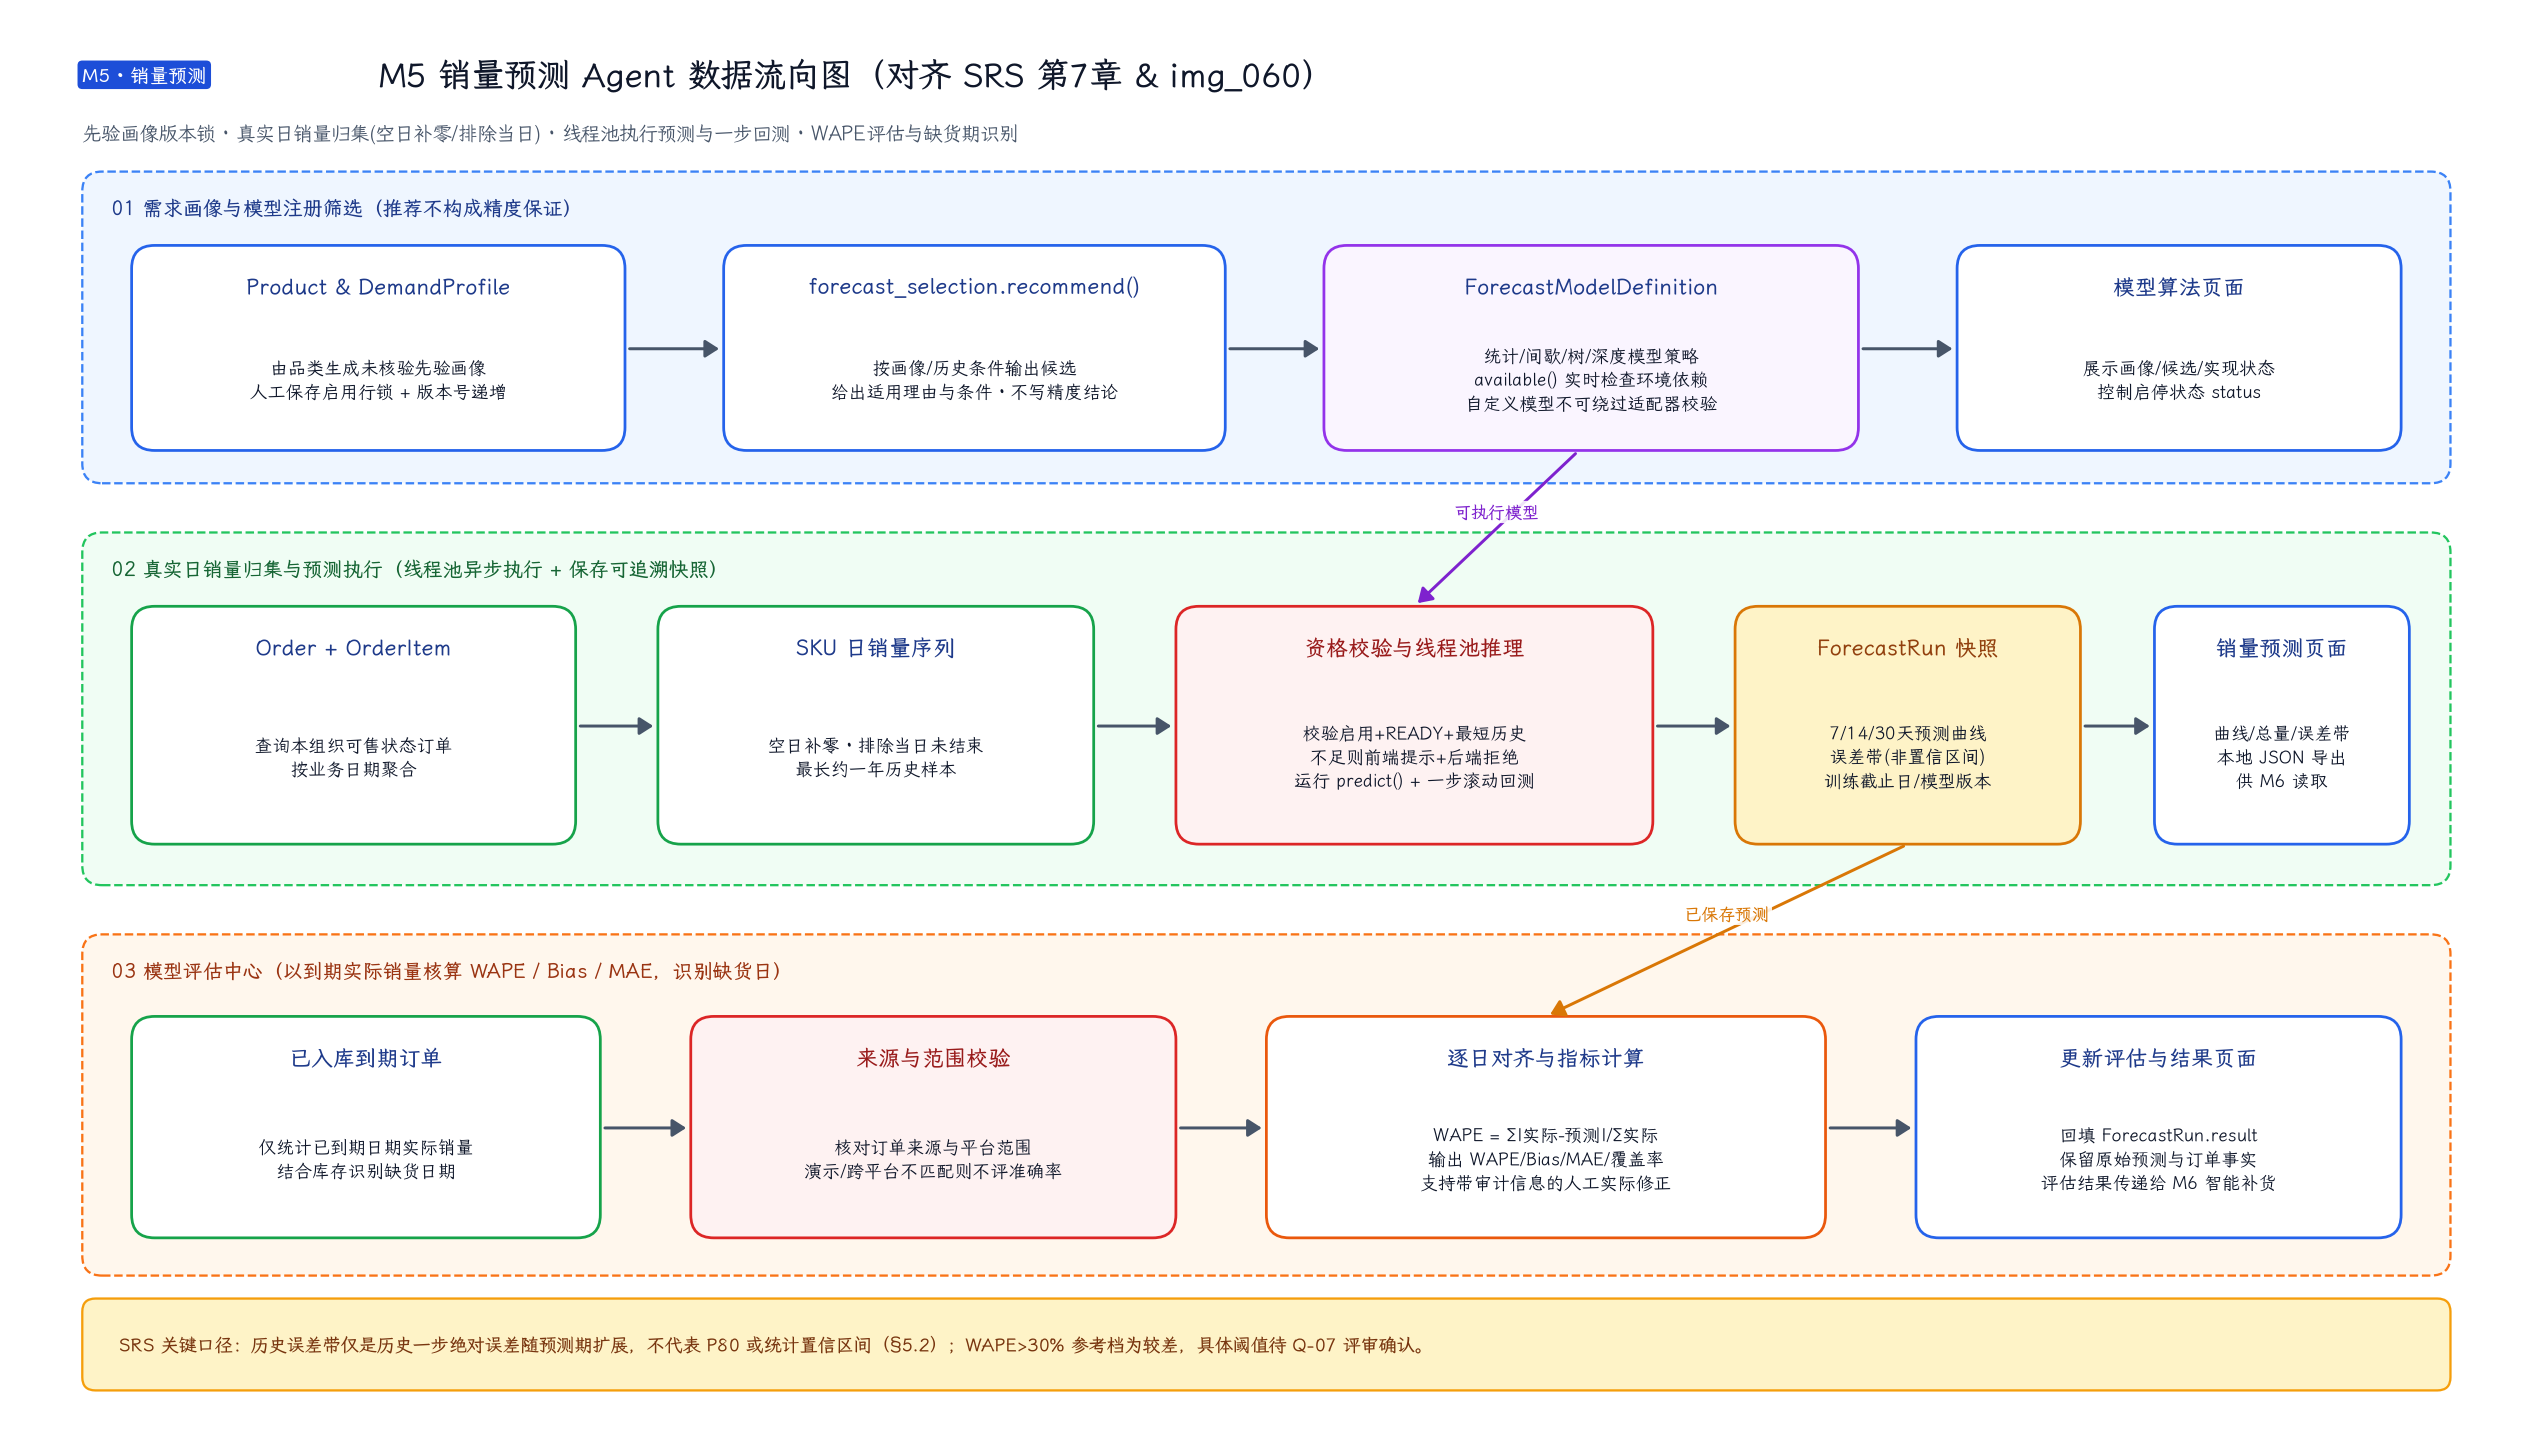 M5・销量预测
M5 销量预测 Agent 数据流向图（对齐 SRS 第7章 & img_060）
先验画像版本锁・真实日销量归集(空日补零/排除当日)・线程池执行预测与一步回测・WAPE评估与缺货期识别
01 需求画像与模型注册筛选（推荐不构成精度保证）
Product & DemandProfile
由品类生成未核验先验画像
人工保存启用行锁 + 版本号递增
forecast_selection.recommend()
按画像/历史条件输出候选
给出适用理由与条件・不写精度结论
ForecastModelDefinition
统计/间歇/树/深度模型策略
available() 实时检查环境依赖
自定义模型不可绕过适配器校验
模型算法页面
展示画像/候选/实现状态
控制启停状态 status
可执行模型
02 真实日销量归集与预测执行（线程池异步执行 + 保存可追溯快照）
Order + OrderItem
查询本组织可售状态订单
按业务日期聚合
SKU 日销量序列
空日补零・排除当日未结束
最长约一年历史样本
资格校验与线程池推理
校验启用+READY+最短历史
不足则前端提示+后端拒绝
运行 predict() + 一步滚动回测
ForecastRun 快照
7/14/30天预测曲线
误差带(非置信区间)
训练截止日/模型版本
销量预测页面
曲线/总量/误差带
本地 JSON 导出
供 M6 读取
已保存预测
03 模型评估中心（以到期实际销量核算 WAPE / Bias / MAE，识别缺货日）
已入库到期订单
仅统计已到期日期实际销量
结合库存识别缺货日期
来源与范围校验
核对订单来源与平台范围
演示/跨平台不匹配则不评准确率
逐日对齐与指标计算
WAPE = Σ|实际-预测|/Σ实际
输出 WAPE/Bias/MAE/覆盖率
支持带审计信息的人工实际修正
更新评估与结果页面
回填 ForecastRun.result
保留原始预测与订单事实
评估结果传递给 M6 智能补货
SRS 关键口径：历史误差带仅是历史一步绝对误差随预测期扩展，不代表 P80 或统计置信区间（§5.2）；WAPE>30% 参考档为较差，具体阈值待 Q-07 评审确认。